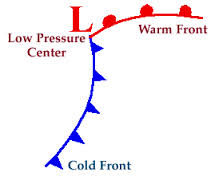 L
Low Pressure
Center
Warm Front
Cold Front